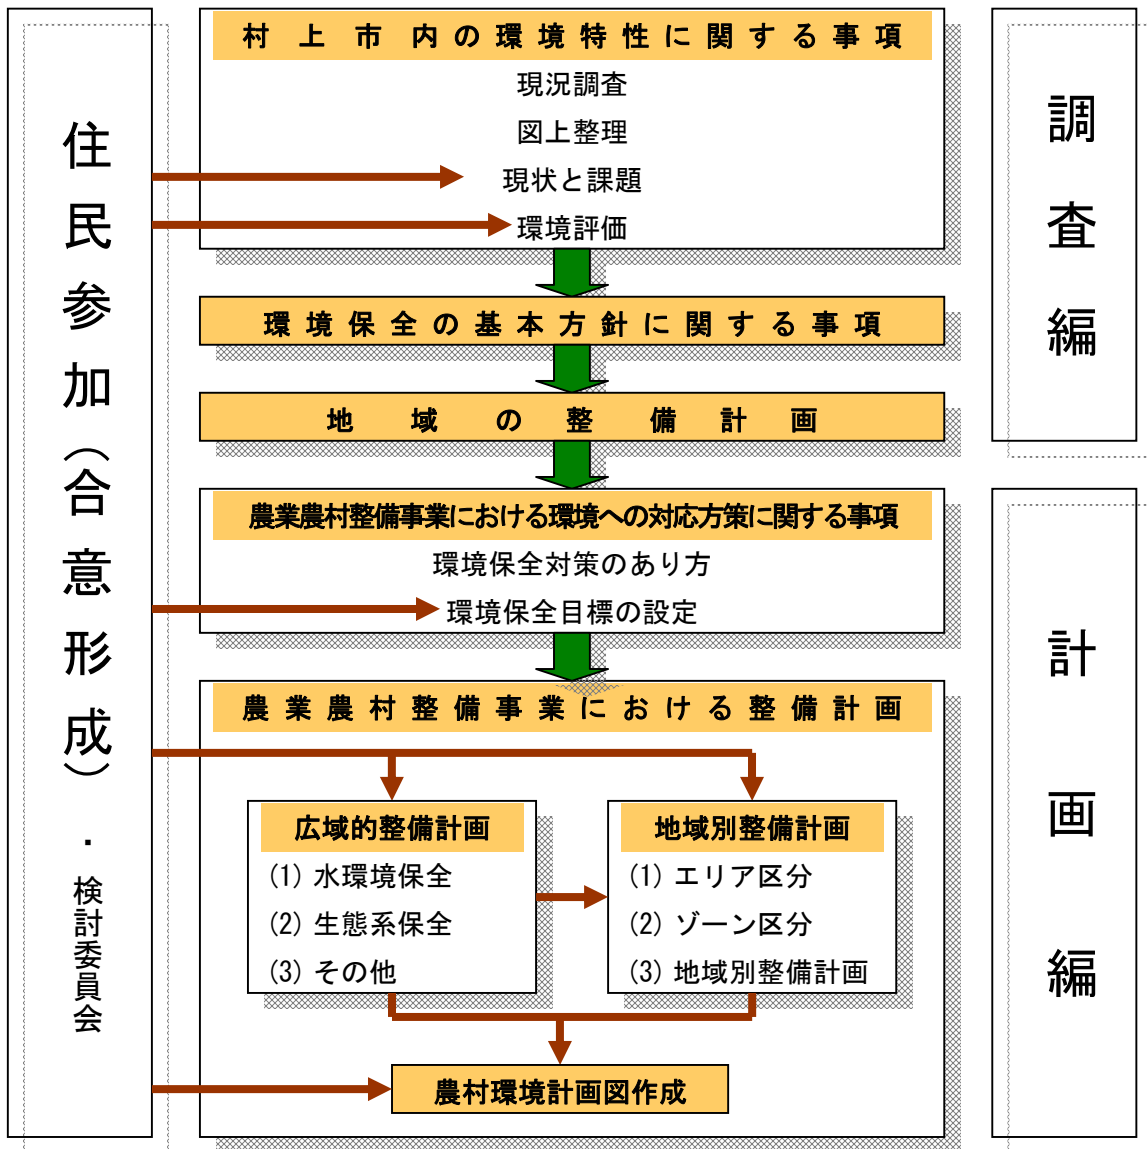 住民参加（合意形成）・検討委員会
村上市内の環境特性に関する事項
現況調査
図上整理
現状と課題
環境評価
環境保全の基本方針に関する事項
地域の整備計画
農業農村整備事業における環境への対応方策に関する事項
環境保全対策のあり方
環境保全目標の設定
農業農村整備事業における整備計画
広域的整備計画
(1) 水環境保全
(2) 生態系保全
(3) その他
地域別整備計画
(1) エリア区分
(2) ゾーン区分
(3) 地域別整備計画
農村環境計画図作成
調査編
計画編